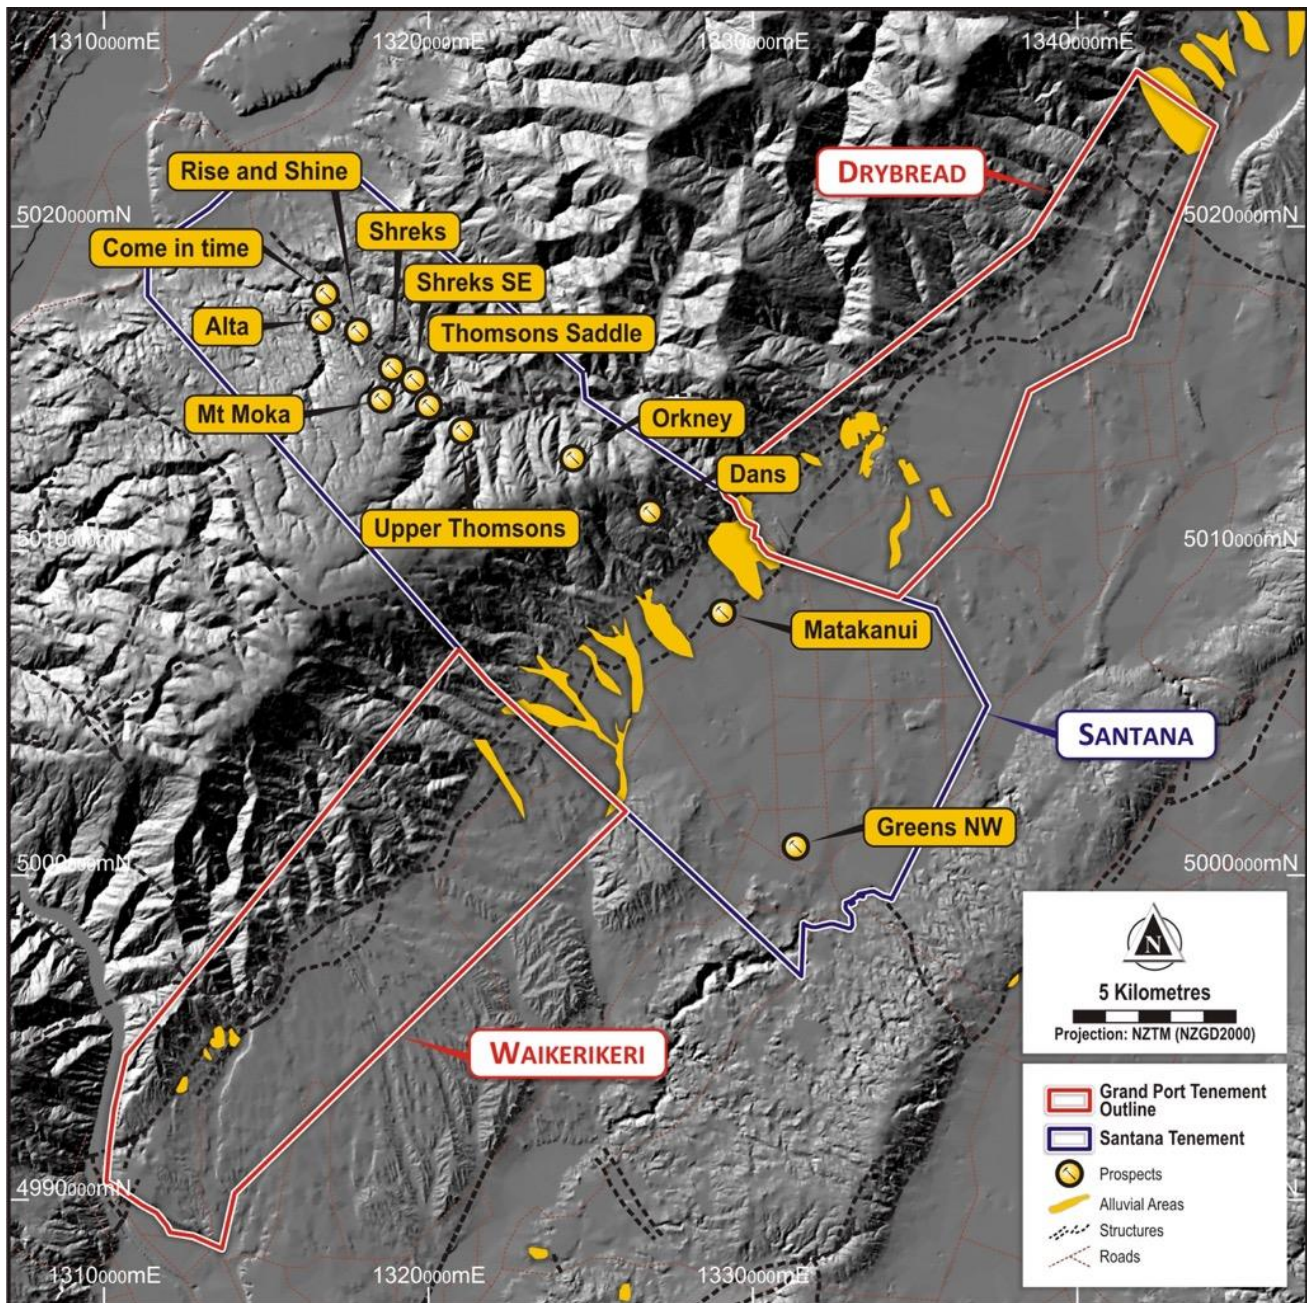 1310000mE
1320000mE
1330000mE
1340000mE
Rise and Shine
DRYBREAD
5020000mN
Shreks
5020000mN
Come in time
Shreks SE
Alta
Thomsons Saddle
Mt Moka
Orkney
Dans
Upper Thomsons
5010000mN
5010000mN
Matakanui
SANTANA
Greens NW
5000000mN
5000000mN
N
5 Kilometres
Projection: NZTM (NZGD2000)
WAIKERIKERI
Grand Port Tenement
Outline
Santana Tenement
Prospects
Alluvial Areas
Structures
Roads
4990000mN
1310000mE
1320000mE
1330000mE